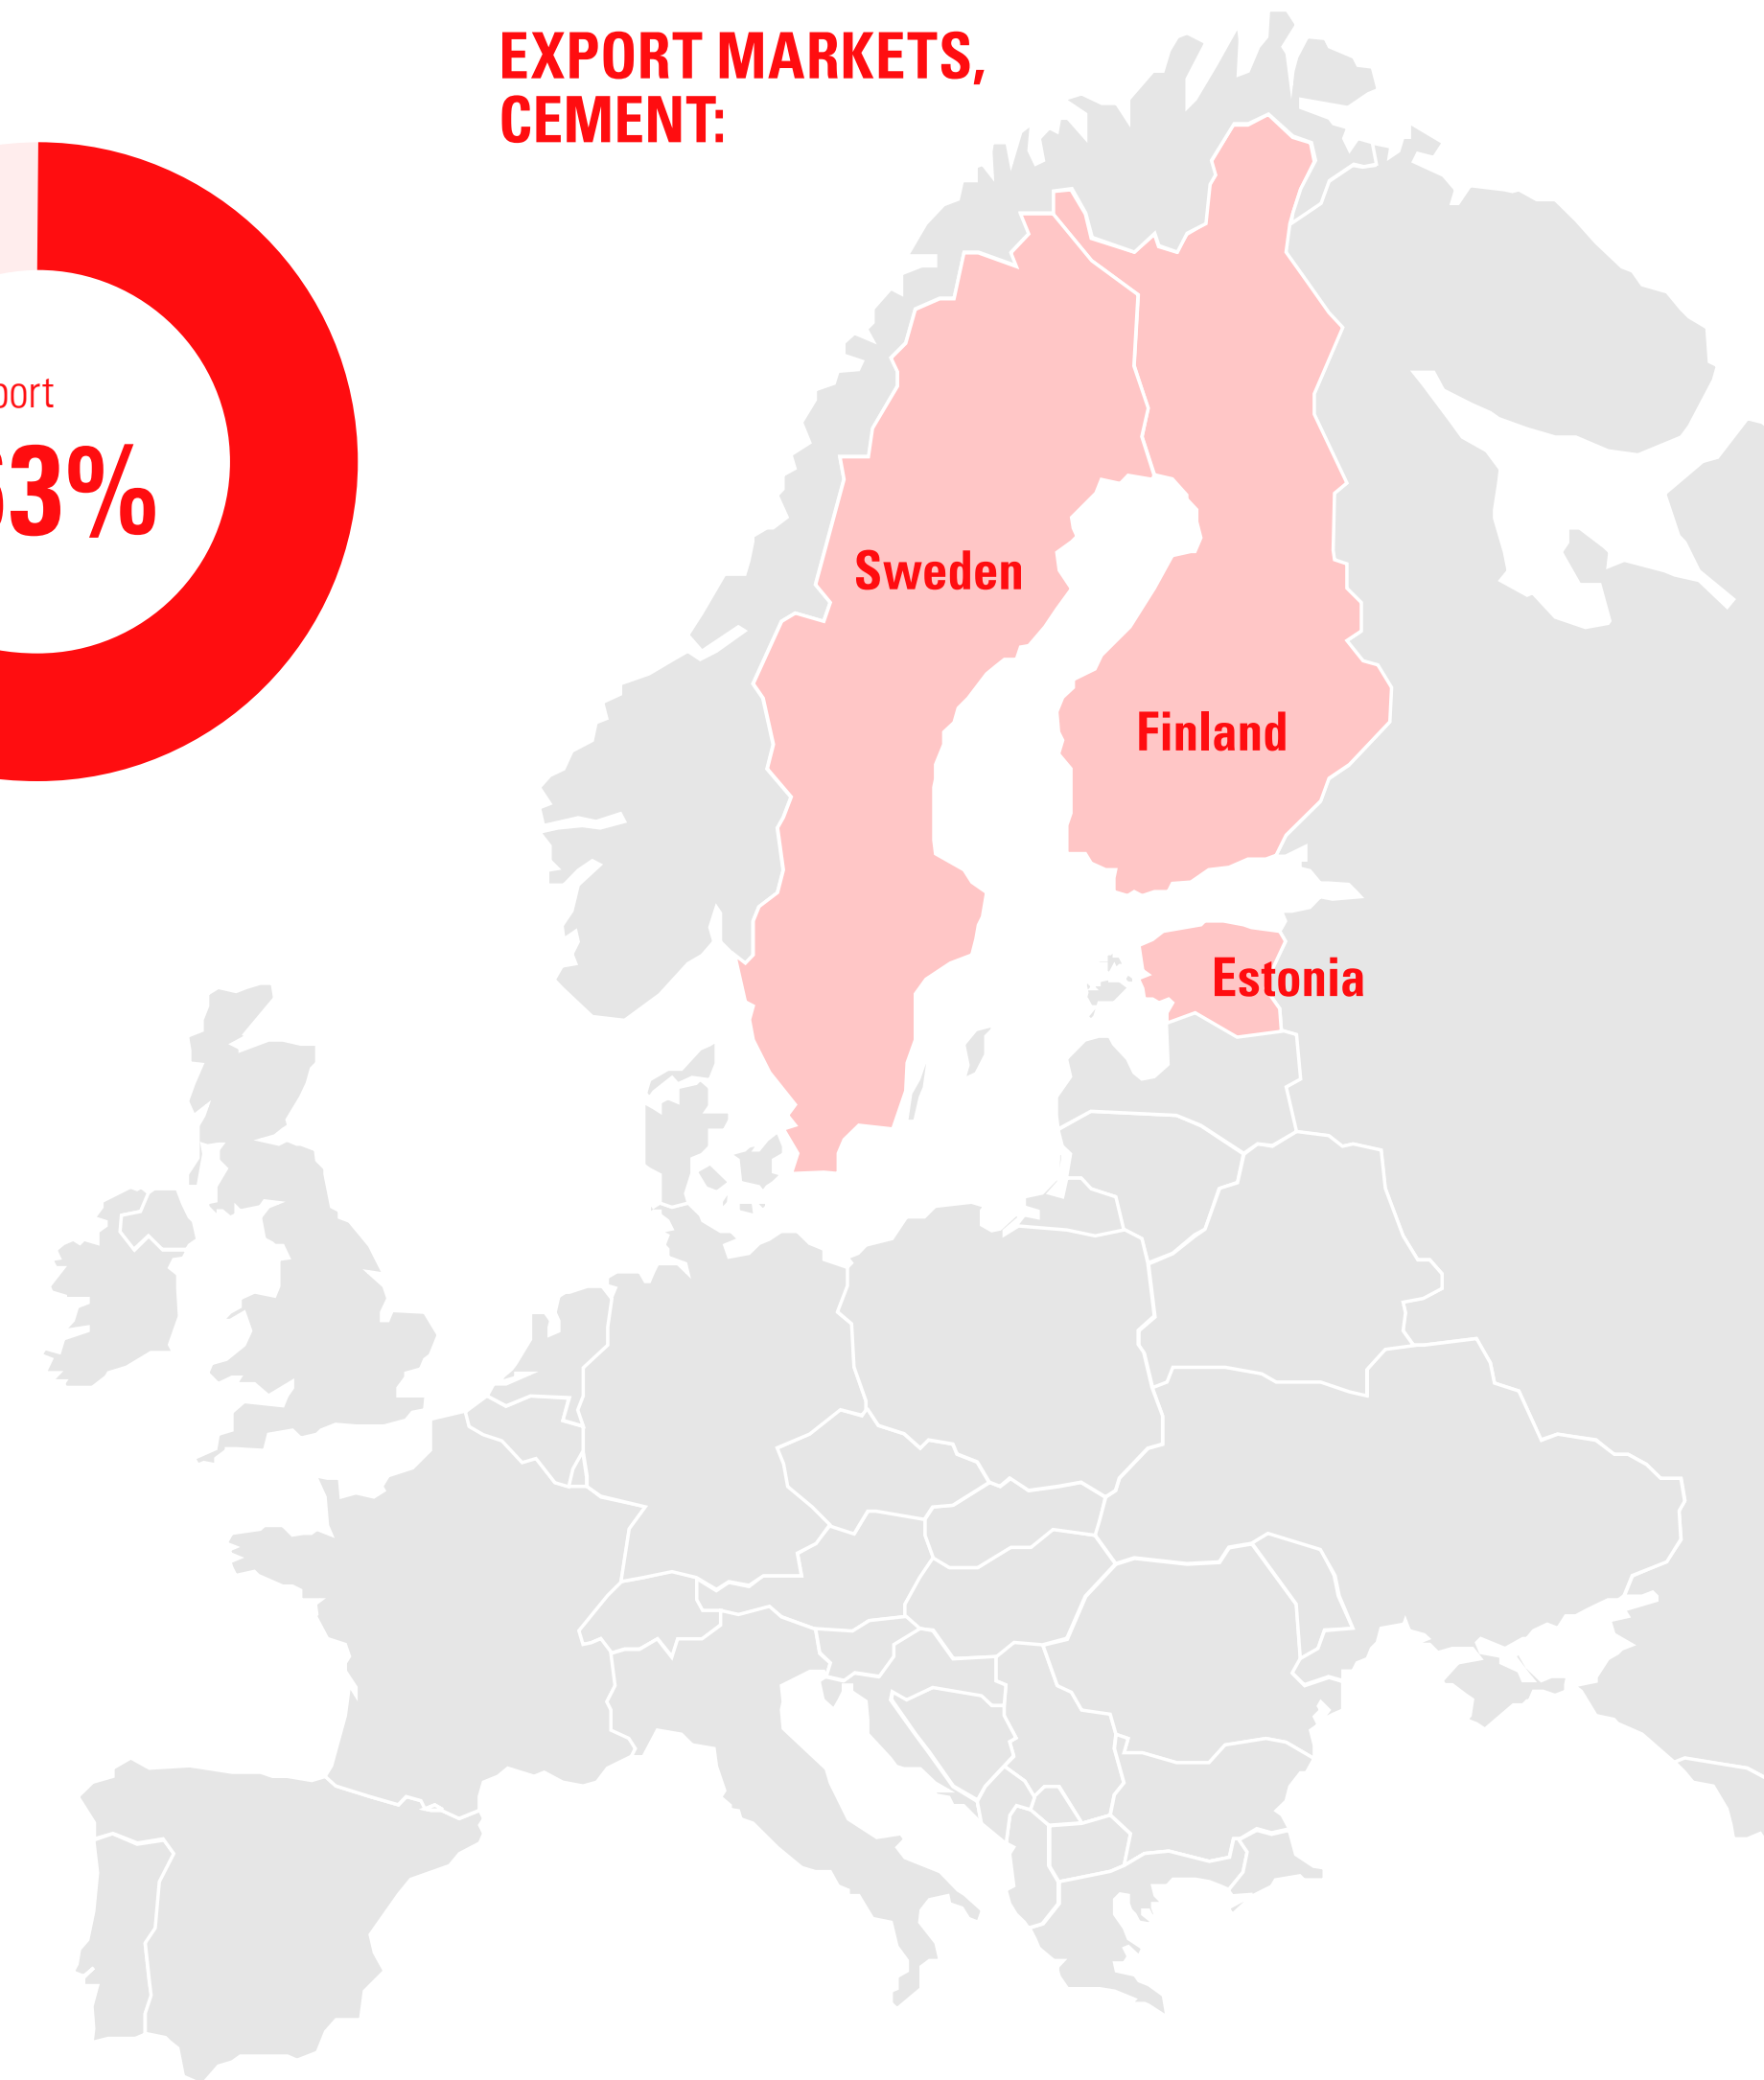 EXPORT MARKETS,
CEMENT:
Sweden
Finland
Estonia